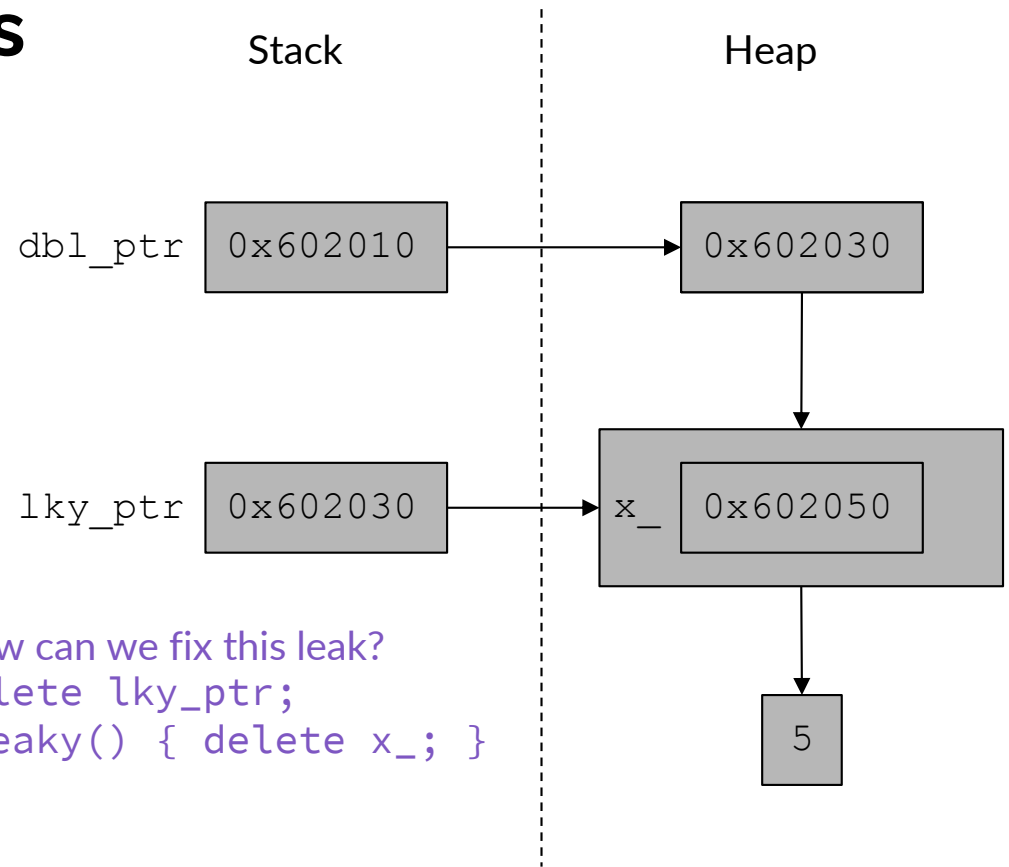 s
Stack Heap
dbl_ptr 0x602010 0x602030
lky_ptr 0x602030 x_ 0x602050
w can we fix this leak?
lete lky_ptr;
eaky() { delete x_; }
5